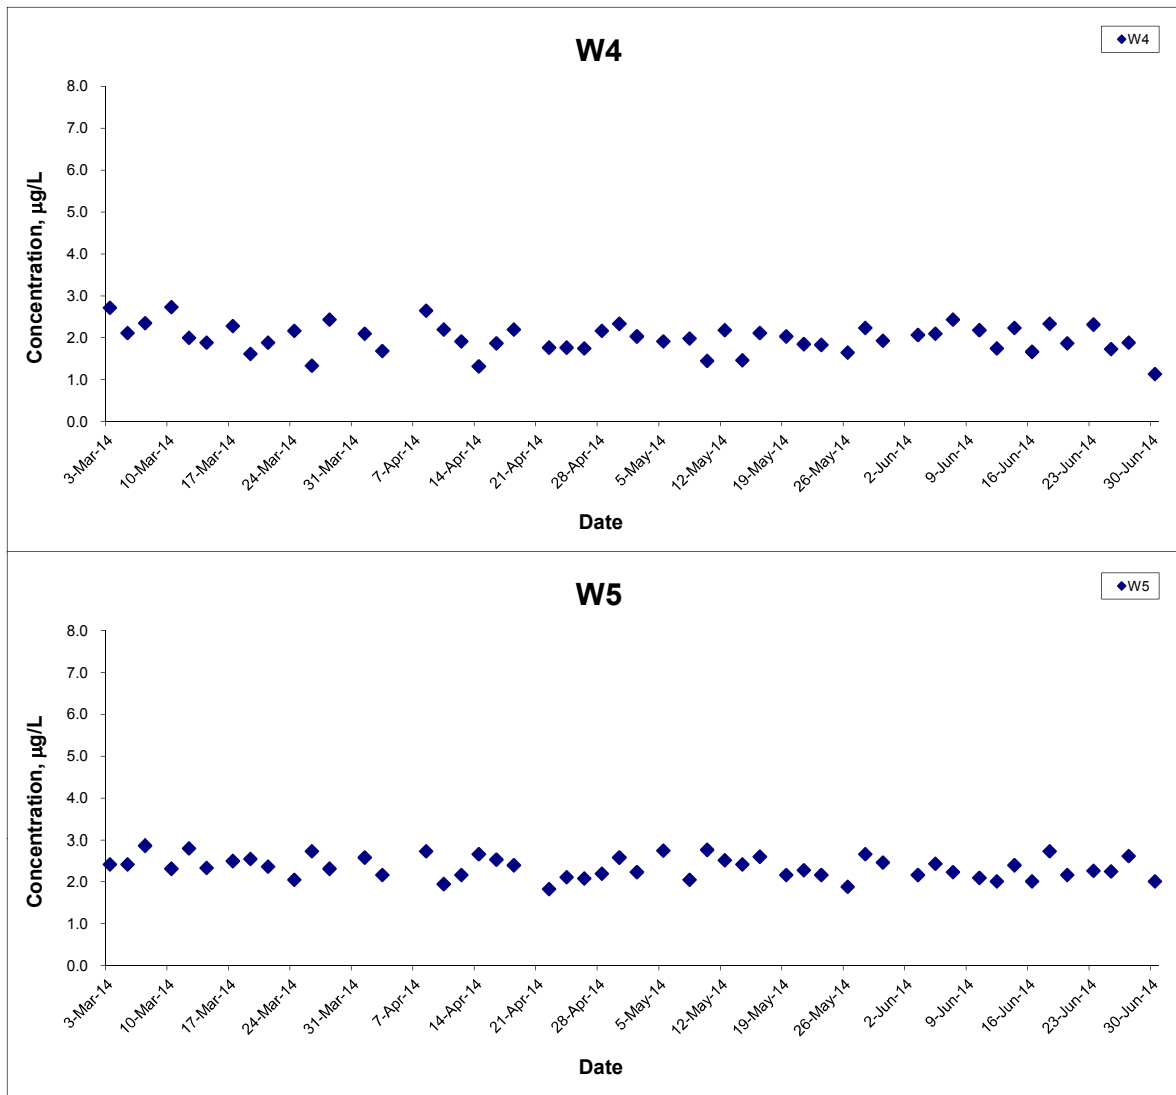 W4
W4
8.0
7.0
6.0
5.0
4.0
3.0
2.0
1.0
0.0
Concentration, µg/L
3-Mar-14
10-Mar-14
17-Mar-14
24-Mar-14
31-Mar-14
7-Apr-14
14-Apr-14
21-Apr-14
28-Apr-14
5-May-14
12-May-14
19-May-14
26-May-14
2-Jun-14
9-Jun-14
16-Jun-14
23-Jun-14
30-Jun-14
Date
W5
W5
8.0
7.0
6.0
5.0
4.0
3.0
2.0
1.0
0.0
Concentration, µg/L
3-Mar-14
10-Mar-14
17-Mar-14
24-Mar-14
31-Mar-14
7-Apr-14
14-Apr-14
21-Apr-14
28-Apr-14
5-May-14
12-May-14
19-May-14
26-May-14
2-Jun-14
9-Jun-14
16-Jun-14
23-Jun-14
30-Jun-14
Date